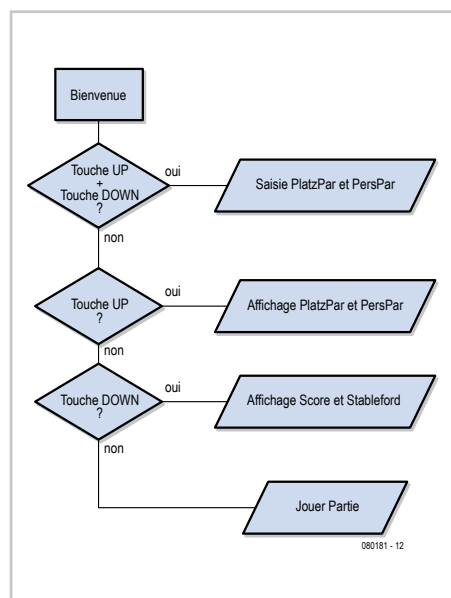 Bienvenue
Touche UP
+
Touche DOWN
?
oui
Saisie PlatzPar et PersPar
non
Touche UP
?
oui
Affichage PlatzPar et PersPar
non
Touche DOWN
?
oui
Affichage Score et Stableford
non
Jouer Partie
080181 - 12